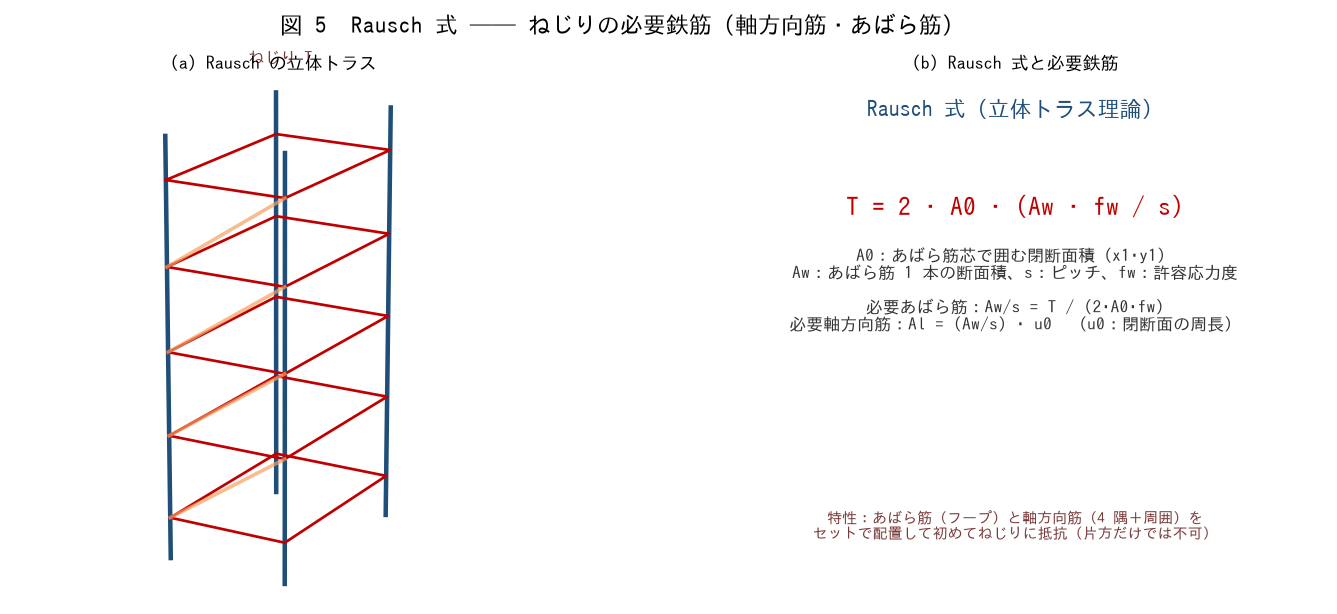 図 5  Rausch 式 ―― ねじりの必要鉄筋（軸方向筋・あばら筋）
ねじり T
(a) Rausch の立体トラス
(b) Rausch 式と必要鉄筋
Rausch 式（立体トラス理論）
T = 2 · A0 · (Aw · fw / s)
A0：あばら筋芯で囲む閉断面積（x1·y1）
Aw：あばら筋 1 本の断面積、s：ピッチ、fw：許容応力度
必要あばら筋：Aw/s = T / (2·A0·fw)
必要軸方向筋：Al = (Aw/s) · u0  （u0：閉断面の周長）
特性：あばら筋（フープ）と軸方向筋（4 隅＋周囲）を
セットで配置して初めてねじりに抵抗（片方だけでは不可）